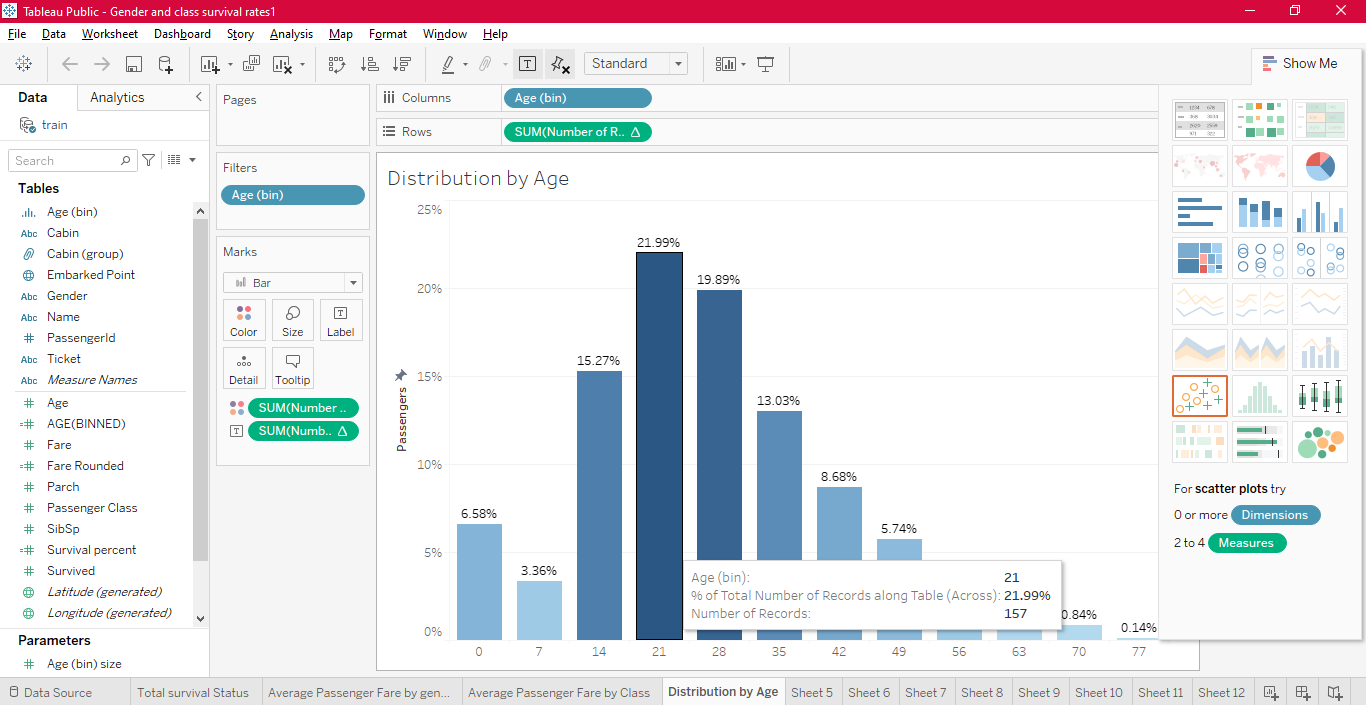 Tableau Public - Gender and class survival rates1
File Data Worksheet Dashboard Story Analysis Map Format Window Help
Standard
Show Me
Data Analytics
train
Search
Tables
Age (bin)
Abc Cabin
Cabin (group)
Embarked Point
Abc Gender
Abc Name
PassengerId
Abc Ticket
Abc Measure Names
Age
AGE(BINNED)
Fare
Fare Rounded
Parch
Passenger Class
SibSp
Survival percent
Survived
Latitude (generated)
Longitude (generated)
Parameters
Age (bin) size
Pages
Filters
Age (bin)
Marks
Bar
Color Size Label
Detail Tooltip
SUM(Number ..
SUM(Numb..
Columns Age (bin)
Rows SUM(Number of R..
Distribution by Age
25%
20%
15%
10%
5%
0%
Passengers
6.58%
3.36%
15.27%
21.99%
19.89%
13.03%
8.68%
5.74%
0.84%
0.14%
Age (bin): 21
% of Total Number of Records along Table (Across): 21.99%
Number of Records: 157
0 7 14 21 28 35 42 49 56 63 70 77
For scatter plots try
0 or more Dimensions
2 to 4 Measures
Data Source Total survival Status Average Passenger Fare by gen... Average Passenger Fare by Class Distribution by Age Sheet 5 Sheet 6 Sheet 7 Sheet 8 Sheet 9 Sheet 10 Sheet 11 Sheet 12